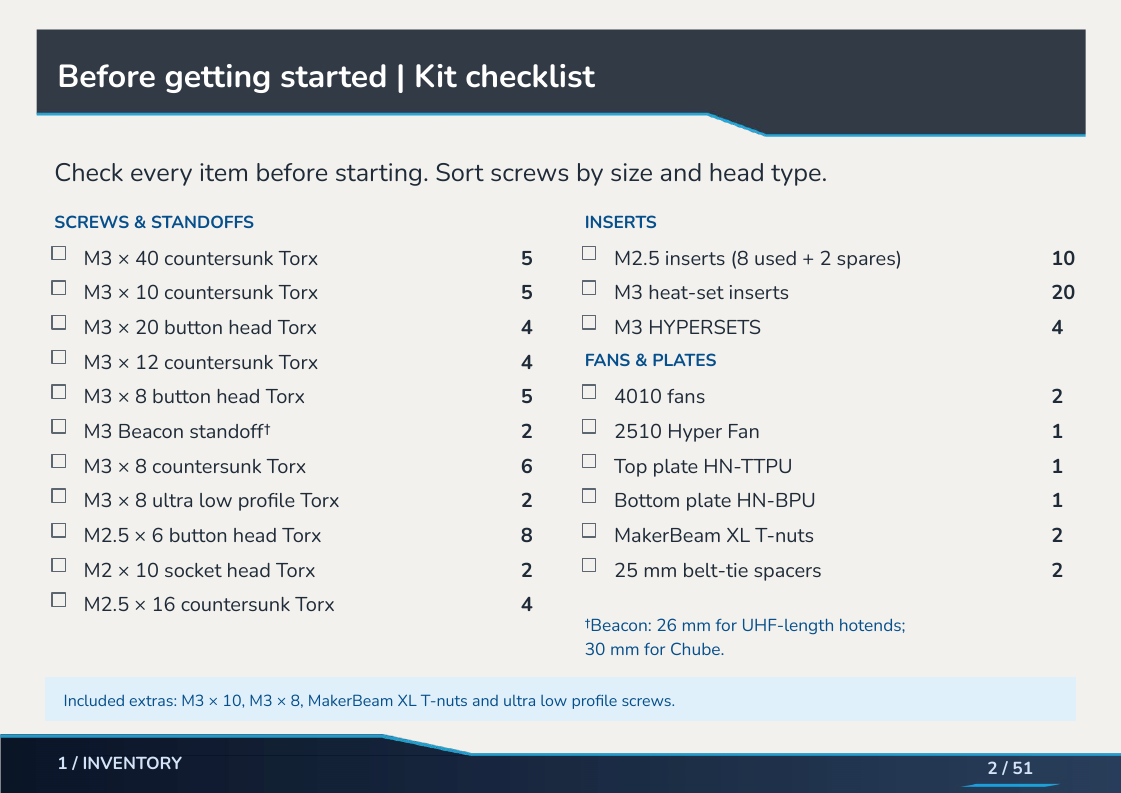 Before getting started | Kit checklist
Check every item before starting. Sort screws by size and head type.
SCREWS & STANDOFFS
☐ M3 × 40 countersunk Torx 5
☐ M3 × 10 countersunk Torx 5
☐ M3 × 20 button head Torx 4
☐ M3 × 12 countersunk Torx 4
☐ M3 × 8 button head Torx 5
☐ M3 Beacon standoff† 2
☐ M3 × 8 countersunk Torx 6
☐ M3 × 8 ultra low profile Torx 2
☐ M2.5 × 6 button head Torx 8
☐ M2 × 10 socket head Torx 2
☐ M2.5 × 16 countersunk Torx 4
INSERTS
☐ M2.5 inserts (8 used + 2 spares) 10
☐ M3 heat-set inserts 20
☐ M3 HYPERSETS 4
FANS & PLATES
☐ 4010 fans 2
☐ 2510 Hyper Fan 1
☐ Top plate HN-TTPU 1
☐ Bottom plate HN-BPU 1
☐ MakerBeam XL T-nuts 2
☐ 25 mm belt-tie spacers 2
†Beacon: 26 mm for UHF-length hotends;
30 mm for Chube.
Included extras: M3 × 10, M3 × 8, MakerBeam XL T-nuts and ultra low profile screws.
1 / INVENTORY
2 / 51